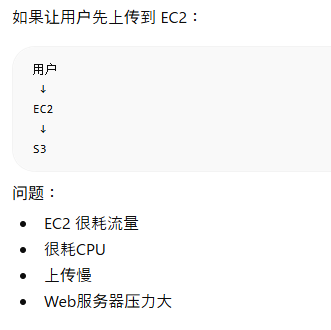 如果让用户先上传到 EC2：
用户
↓
EC2
↓
S3
问题：
• EC2 很耗流量
• 很耗CPU
• 上传慢
• Web服务器压力大